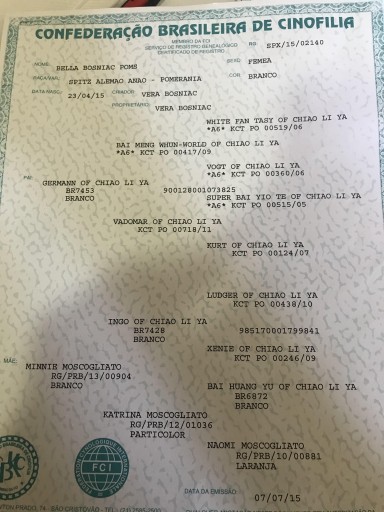 CONFEDERAÇÃO BRASILEIRA DE CINOFILIA
MEMBRO DA FCI
SERVIÇO DE REGISTRO GENEALÓGICO
CERTIFICADO DE REGISTRO
RG SPX/15/02140
NOME: BELLA BOSNIAC POMS
SEXO: FEMEA
RAÇA/VAR: SPITZ ALEMAO ANAO - POMERANIA
COR BRANCO
DATA NASC: 23/04/15 CRIADOR: VERA BOSNIAC
PROPRIETÁRIO: VERA BOSNIAC
WHITE FAN TASY OF CHIAO LI YA
*A6* KCT PO 00519/06
BAI MENG WHUN-WORLD OF CHIAO LI YA
*A6* KCT PO 00417/09
VOGT OF CHIAO LI YA
*A6* KCT PO 00360/06
PAI: GERMANN OF CHIAO LI YA
BR7453 900128001073825
BRANCO
SUPER BAI YIO TE OF CHIAO LI YA
*A6* KCT PO 00515/05
VADOMAR OF CHIAO LI YA
KCT PO 00718/11
KURT OF CHIAO LI YA
KCT PO 00124/07
LUDGER OF CHIAO LI YA
KCT PO 00438/10
INGO OF CHIAO LI YA
BR7428 985170001799841
BRANCO
XENIE OF CHIAO LI YA
KCT PO 00246/09
MÃE: MINNIE MOSCOGLIATO
RG/PRB/13/00904
BRANCO
BAI HUANG YU OF CHIAO LI YA
BR6872
BRANCO
KATRINA MOSCOGLIATO
RG/PRB/12/01036
PARTICOLOR
NAOMI MOSCOGLIATO
RG/PRB/10/00881
LARANJA
FCI
DATA DA EMISSÃO
07/07/15